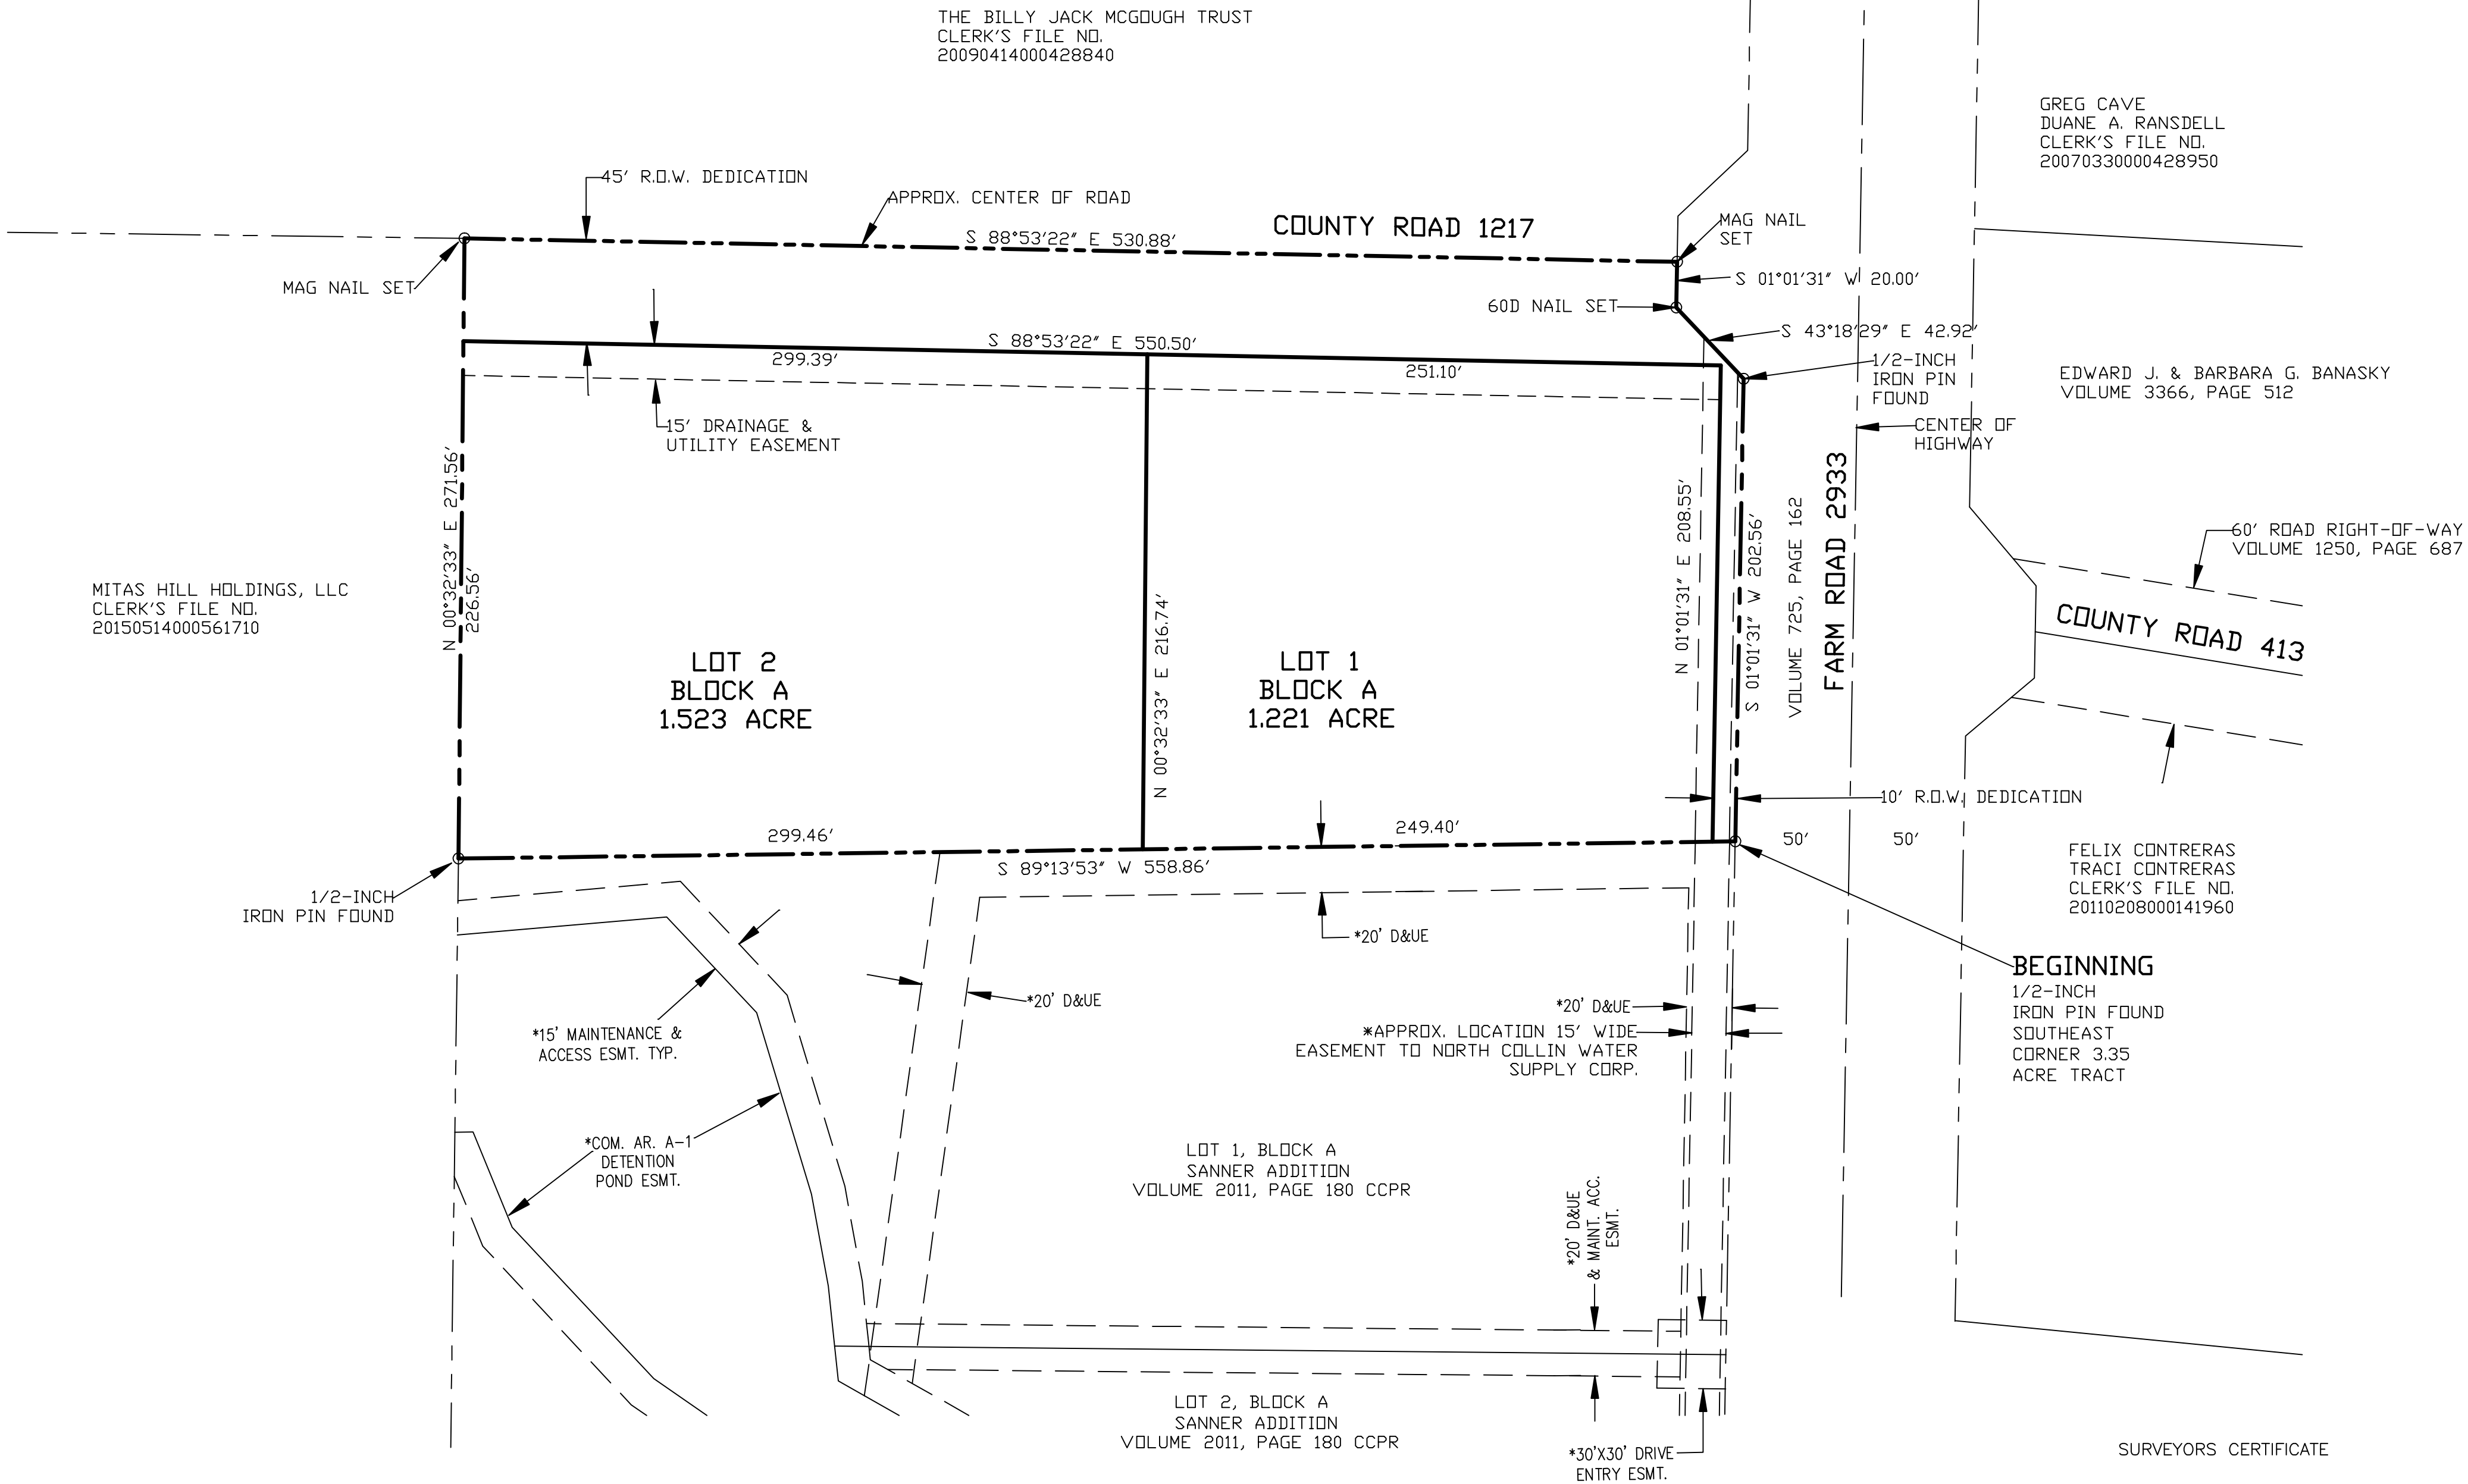 THE BILLY JACK MCGOUGH TRUST
CLERK'S FILE NO.
20090414000428840
GREG CAVE
DUANE A. RANSDELL
CLERK'S FILE NO.
20070330000428950
45' R.O.W. DEDICATION
APPROX. CENTER OF ROAD
COUNTY ROAD 1217
S 88°53'22" E 530.88'
MAG NAIL
SET
MAG NAIL SET
S 01°01'31" W 20.00'
60D NAIL SET
S 43°18'29" E 42.92'
S 88°53'22" E 550.50'
299.39'
251.10'
1/2-INCH
IRON PIN
FOUND
EDWARD J. & BARBARA G. BANASKY
VOLUME 3366, PAGE 512
15' DRAINAGE &
UTILITY EASEMENT
CENTER OF
HIGHWAY
N 00°32'33" E 271.56'
226.56'
N 00°32'33" E 216.74'
N 01°01'31" E 208.55'
S 01°01'31" W 202.56'
VOLUME 725, PAGE 162
FARM ROAD 2933
60' ROAD RIGHT-OF-WAY
VOLUME 1250, PAGE 687
COUNTY ROAD 413
MITAS HILL HOLDINGS, LLC
CLERK'S FILE NO.
20150514000561710
LOT 2
BLOCK A
1.523 ACRE
LOT 1
BLOCK A
1.221 ACRE
10' R.O.W. DEDICATION
299.46'
249.40'
50'
50'
S 89°13'53" W 558.86'
FELIX CONTRERAS
TRACI CONTRERAS
CLERK'S FILE NO.
20110208000141960
1/2-INCH
IRON PIN FOUND
*20' D&UE
BEGINNING
1/2-INCH
IRON PIN FOUND
SOUTHEAST
CORNER 3.35
ACRE TRACT
*20' D&UE
*20' D&UE
*APPROX. LOCATION 15' WIDE
EASEMENT TO NORTH COLLIN WATER
SUPPLY CORP.
*15' MAINTENANCE &
ACCESS ESMT. TYP.
*COM. AR. A-1
DETENTION
POND ESMT.
LOT 1, BLOCK A
SANNER ADDITION
VOLUME 2011, PAGE 180 CCPR
*20' D&UE
& MAINT. ACC.
ESMT.
LOT 2, BLOCK A
SANNER ADDITION
VOLUME 2011, PAGE 180 CCPR
*30'X30' DRIVE
ENTRY ESMT.
SURVEYORS CERTIFICATE